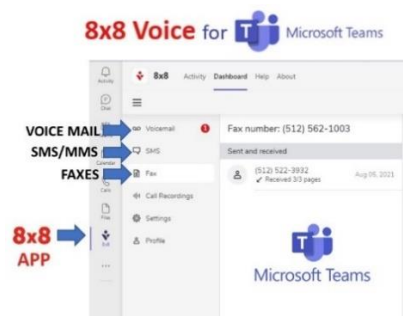 8x8 Voice for Microsoft Teams
8x8 Activity Dashboard Help About
Activity
Chat
Calendar
Calls
Files
8x8
VOICE MAIL
SMS/MMS
FAXES
8x8
APP
Voicemail
SMS
Fax
Call Recordings
Settings
Profile
Fax number: (512) 562-1003
Sent and received
(512) 522-3932
Received 3/3 pages
Aug 05, 2021
Microsoft Teams